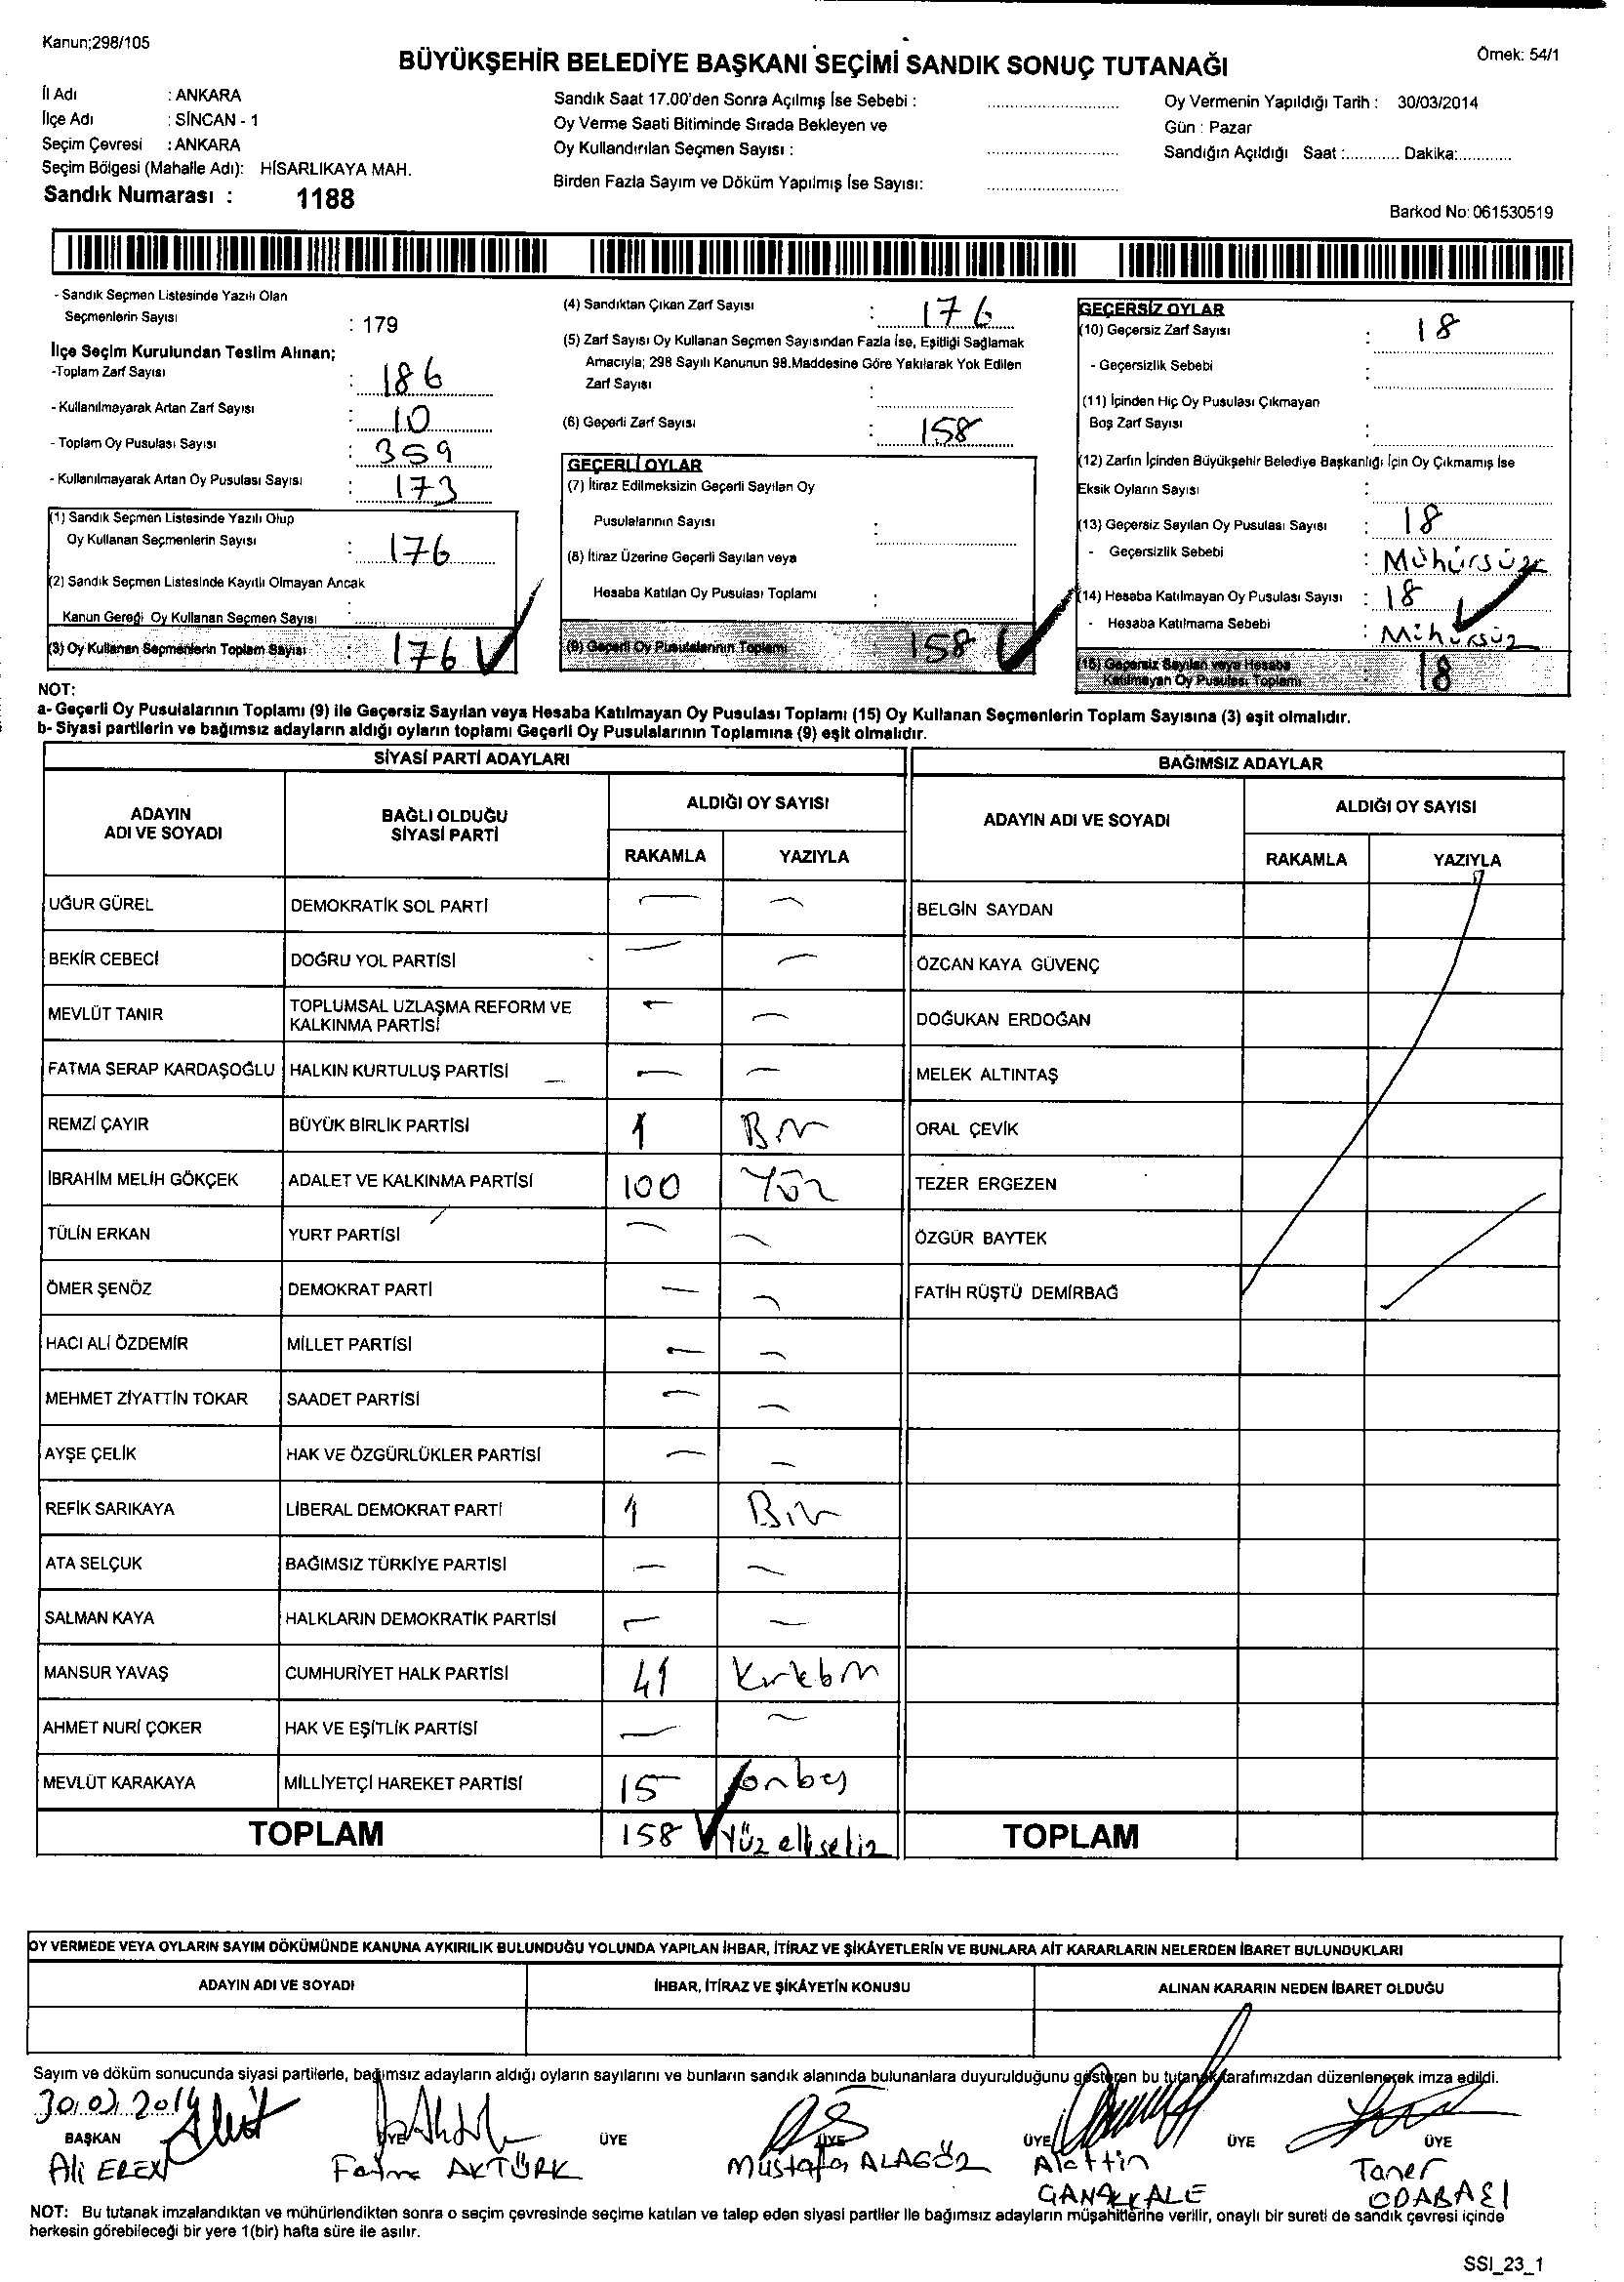 Kanun;298/105
Örnek: 54/1
BÜYÜKŞEHİR BELEDİYE BAŞKANI SEÇİMİ SANDIK SONUÇ TUTANAĞI
İl Adı : ANKARA
İlçe Adı : SİNCAN - 1
Seçim Çevresi : ANKARA
Seçim Bölgesi (Mahalle Adı): HİSARLIKAYA MAH.
Sandık Numarası : 1188
Sandık Saat 17.00'den Sonra Açılmış İse Sebebi :
Oy Verme Saati Bitiminde Sırada Bekleyen ve
Oy Kullandırılan Seçmen Sayısı :
Birden Fazla Sayım ve Döküm Yapılmış İse Sayısı:
Oy Vermenin Yapıldığı Tarih : 30/03/2014
Gün : Pazar
Sandığın Açıldığı Saat :............ Dakika:............
Barkod No: 061530519
- Sandık Seçmen Listesinde Yazılı Olan
Seçmenlerin Sayısı : 179
İlçe Seçim Kurulundan Teslim Alınan;
-Toplam Zarf Sayısı : 186
- Kullanılmayarak Artan Zarf Sayısı : 10
- Toplam Oy Pusulası Sayısı : 359
- Kullanılmayarak Artan Oy Pusulası Sayısı : 173
(1) Sandık Seçmen Listesinde Yazılı Olup
Oy Kullanan Seçmenlerin Sayısı : 176
(2) Sandık Seçmen Listesinde Kayıtlı Olmayan Ancak
Kanun Gereği Oy Kullanan Seçmen Sayısı :
(3) Oy Kullanan Seçmenlerin Toplam Sayısı : 176
(4) Sandıktan Çıkan Zarf Sayısı : 176
(5) Zarf Sayısı Oy Kullanan Seçmen Sayısından Fazla İse, Eşitliği Sağlamak
Amacıyla; 298 Sayılı Kanunun 98.Maddesine Göre Yakılarak Yok Edilen
Zarf Sayısı :
(6) Geçerli Zarf Sayısı : 158
GEÇERLİ OYLAR
(7) İtiraz Edilmeksizin Geçerli Sayılan Oy
Pusulalarının Sayısı :
(8) İtiraz Üzerine Geçerli Sayılan veya
Hesaba Katılan Oy Pusulası Toplamı :
(9) Geçerli Oy Pusulalarının Toplamı 158
GEÇERSİZ OYLAR
(10) Geçersiz Zarf Sayısı : 18
- Geçersizlik Sebebi :
(11) İçinden Hiç Oy Pusulası Çıkmayan
Boş Zarf Sayısı :
(12) Zarfın İçinden Büyükşehir Belediye Başkanlığı İçin Oy Çıkmamış İse
Eksik Oyların Sayısı :
(13) Geçersiz Sayılan Oy Pusulası Sayısı : 18
- Geçersizlik Sebebi : Mühürsüz
(14) Hesaba Katılmayan Oy Pusulası Sayısı : 18
- Hesaba Katılmama Sebebi : Mühürsüz
(15) Geçersiz Sayılan veya Hesaba
Katılmayan Oy Pusulası Toplamı : 18
NOT:
a- Geçerli Oy Pusulalarının Toplamı (9) ile Geçersiz Sayılan veya Hesaba Katılmayan Oy Pusulası Toplamı (15) Oy Kullanan Seçmenlerin Toplam Sayısına (3) eşit olmalıdır.
b- Siyasi partilerin ve bağımsız adayların aldığı oyların toplamı Geçerli Oy Pusulalarının Toplamına (9) eşit olmalıdır.
SİYASİ PARTİ ADAYLARI
ADAYIN ADI VE SOYADI BAĞLI OLDUĞU SİYASİ PARTİ ALDIĞI OY SAYISI
RAKAMLA YAZIYLA
UĞUR GÜREL DEMOKRATİK SOL PARTİ — —
BEKİR CEBECİ DOĞRU YOL PARTİSİ — —
MEVLÜT TANIR TOPLUMSAL UZLAŞMA REFORM VE KALKINMA PARTİSİ — —
FATMA SERAP KARDAŞOĞLU HALKIN KURTULUŞ PARTİSİ — —
REMZİ ÇAYIR BÜYÜK BİRLİK PARTİSİ 1 Bir
İBRAHİM MELİH GÖKÇEK ADALET VE KALKINMA PARTİSİ 100 Yüz
TÜLİN ERKAN YURT PARTİSİ — —
ÖMER ŞENÖZ DEMOKRAT PARTİ — —
HACI ALİ ÖZDEMİR MİLLET PARTİSİ — —
MEHMET ZİYATTİN TOKAR SAADET PARTİSİ — —
AYŞE ÇELİK HAK VE ÖZGÜRLÜKLER PARTİSİ — —
REFİK SARIKAYA LİBERAL DEMOKRAT PARTİ 1 Bir
ATA SELÇUK BAĞIMSIZ TÜRKİYE PARTİSİ — —
SALMAN KAYA HALKLARIN DEMOKRATİK PARTİSİ — —
MANSUR YAVAŞ CUMHURİYET HALK PARTİSİ 41 Kırkbir
AHMET NURİ ÇOKER HAK VE EŞİTLİK PARTİSİ — —
MEVLÜT KARAKAYA MİLLİYETÇİ HAREKET PARTİSİ 15 onbeş
TOPLAM 158 Yüz elli sekiz
BAĞIMSIZ ADAYLAR
ADAYIN ADI VE SOYADI ALDIĞI OY SAYISI
RAKAMLA YAZIYLA
BELGİN SAYDAN
ÖZCAN KAYA GÜVENÇ
DOĞUKAN ERDOĞAN
MELEK ALTINTAŞ
ORAL ÇEVİK
TEZER ERGEZEN
ÖZGÜR BAYTEK
FATİH RÜŞTÜ DEMİRBAĞ
TOPLAM
OY VERMEDE VEYA OYLARIN SAYIM DÖKÜMÜNDE KANUNA AYKIRILIK BULUNDUĞU YOLUNDA YAPILAN İHBAR, İTİRAZ VE ŞİKÂYETLERİN VE BUNLARA AİT KARARLARIN NELERDEN İBARET BULUNDUKLARI
ADAYIN ADI VE SOYADI İHBAR, İTİRAZ VE ŞİKÂYETİN KONUSU ALINAN KARARIN NEDEN İBARET OLDUĞU
Sayım ve döküm sonucunda siyasi partilerle, bağımsız adayların aldığı oyların sayılarını ve bunların sandık alanında bulunanlara duyurulduğunu gösteren bu tutanak tarafımızdan düzenlenerek imza edildi.
30.03.2014
BAŞKAN ÜYE ÜYE ÜYE ÜYE ÜYE ÜYE
Ali EREN Fatma AKTÜRK Mustafa ALAGÖZ Alattin ÇANAKKALE Taner ODABAŞI
NOT: Bu tutanak imzalandıktan ve mühürlendikten sonra o seçim çevresinde seçime katılan ve talep eden siyasi partiler ile bağımsız adayların müşahitlerine verilir, onaylı bir sureti de sandık çevresi içinde
herkesin görebileceği bir yere 1(bir) hafta süre ile asılır.
SSI_23_1